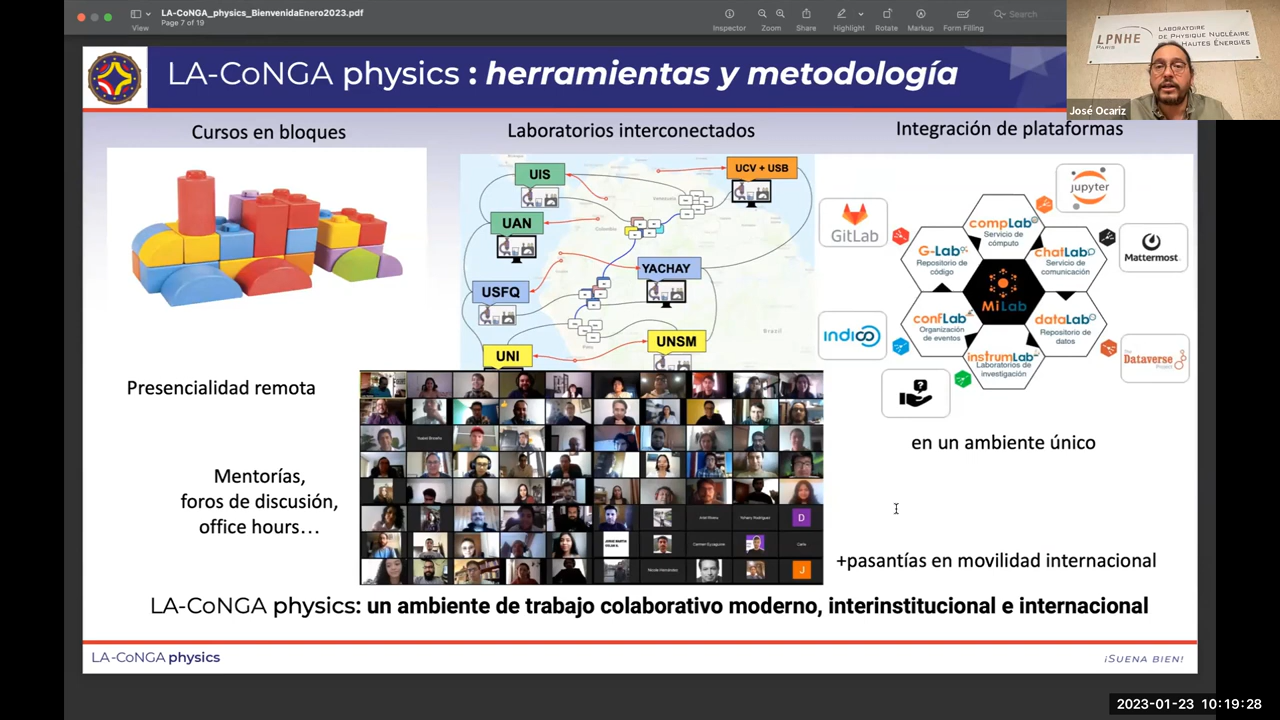 LA-CoNGA_physics_BienvenidaEnero2023.pdf
Page 7 of 19
View
Inspector
Zoom
Share
Highlight
Rotate
Markup
Form Filling
Search
LPNHE
PARIS
LABORATOIRE
DE PHYSIQUE NUCLÉAIRE
HAUTES ÉNERGIES
José Ocariz
LA-CoNGA physics : herramientas y metodología
Cursos en bloques
Laboratorios interconectados
Integración de plataformas
UIS
UCV + USB
UAN
YACHAY
USFQ
UNSM
UNI
Brasil
GitLab
jupyter
Mattermost
indico
The
Dataverse
Project
compLab
Servicio de
cómputo
G-Lab
Repositorio de
código
chatLab
Servicio de
comunicación
MiLab
confLab
Organización
de eventos
dataLab
Repositorio de
datos
instrumLab
Laboratorios de
investigación
Presencialidad remota
en un ambiente único
Mentorías,
foros de discusión,
office hours…
D
J
+pasantías en movilidad internacional
LA-CoNGA physics: un ambiente de trabajo colaborativo moderno, interinstitucional e internacional
LA-CoNGA physics
¡SUENA BIEN!
2023-01-23 10:19:28